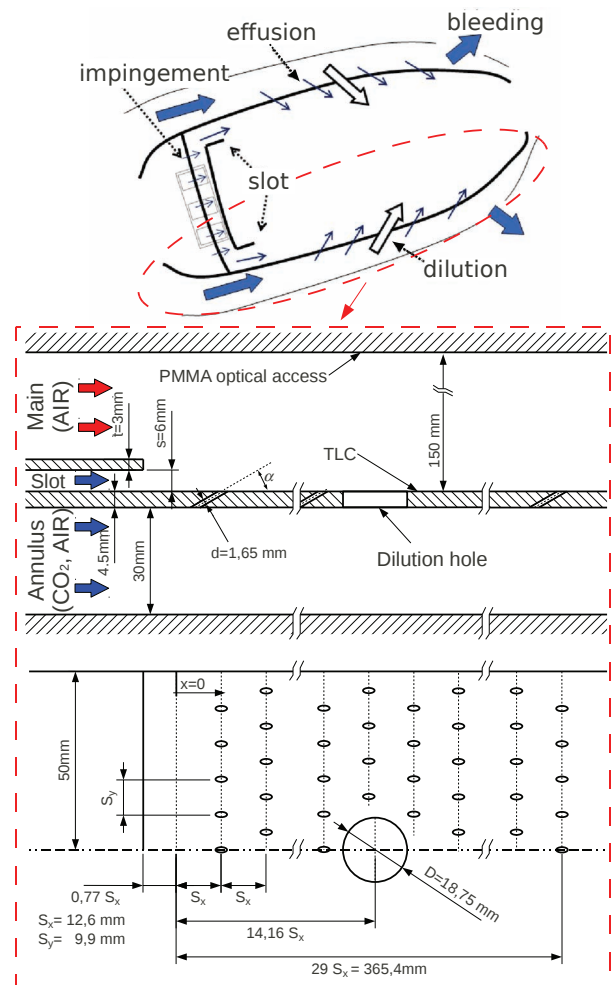 bleeding
effusion
impingement
slot
dilution
PMMA optical access
Main
(AIR)
t=3mm
s=6mm
150 mm
TLC
Slot
α
d=1,65 mm
Dilution hole
Annulus
(CO₂, AIR)
4.5mm
30mm
x=0
50mm
Sy
D=18,75 mm
0,77 Sx
Sx
Sx
Sx= 12,6 mm
Sy=  9,9 mm
14,16 Sx
29 Sx = 365,4mm